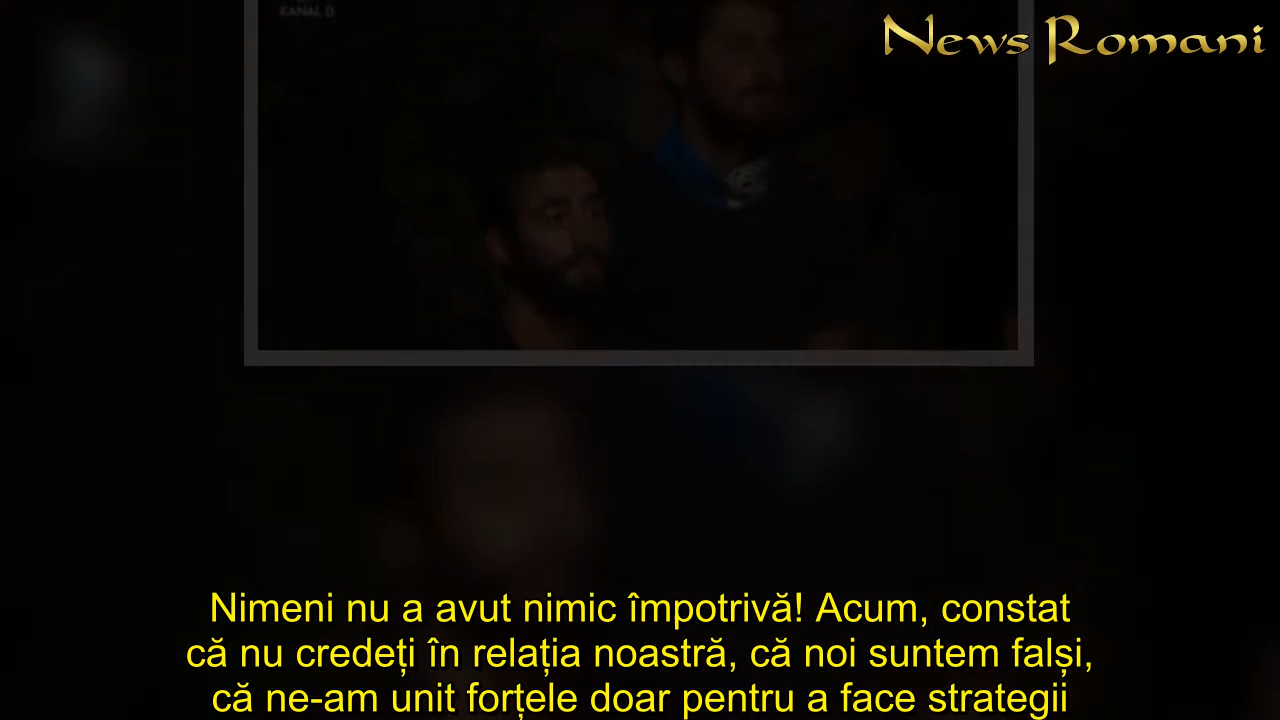 KANAL D
News Romani
Nimeni nu a avut nimic împotrivă! Acum, constat
că nu credeți în relația noastră, că noi suntem falși,
că ne-am unit forțele doar pentru a face strategii